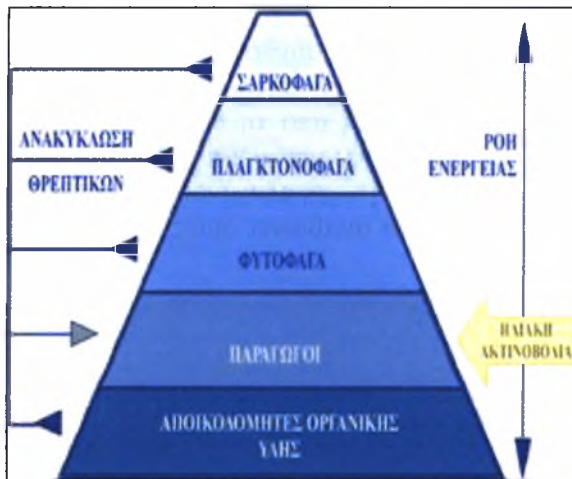 ΣΑΡΚΟΦΑΓΑ
ΑΝΑΚΥΚΛΩΣΗ
ΘΡΕΠΤΙΚΩΝ
ΡΟΗ
ΕΝΕΡΓΕΙΑΣ
ΠΛΑΓΚΤΟΝΟΦΑΓΑ
ΦΥΤΟΦΑΓΑ
ΗΛΙΑΚΗ
ΑΚΤΙΝΟΒΟΛΙΑ
ΠΑΡΑΓΩΓΟΙ
ΑΠΟΙΚΟΔΟΜΗΤΕΣ ΟΡΓΑΝΙΚΗΣ
ΥΛΗΣ